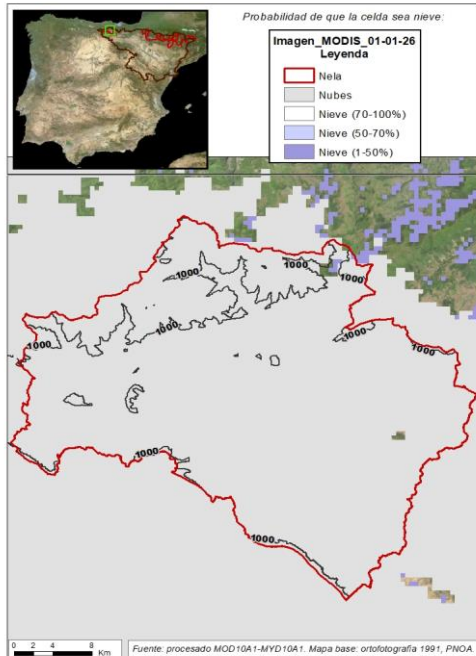 Probabilidad de que la celda sea nieve:
Imagen_MODIS_01-01-26
Leyenda
Nela
Nubes
Nieve (70-100%)
Nieve (50-70%)
Nieve (1-50%)
1000
1000
1000
1000
1000
1000
1000
1000
0 2 4 8
Km
Fuente: procesado MOD10A1-MYD10A1. Mapa base: ortofotografía 1991, PNOA